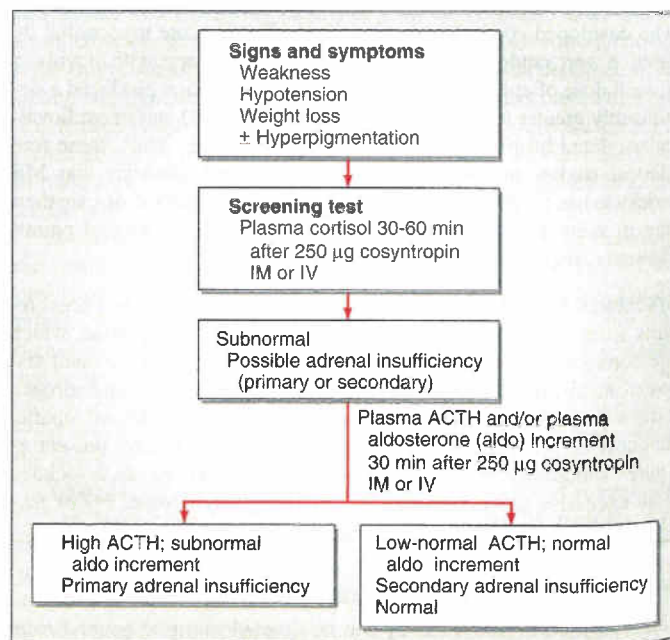 Signs and symptoms
Weakness
Hypotension
Weight loss
± Hyperpigmentation
Screening test
Plasma cortisol 30-60 min
after 250 μg cosyntropin
IM or IV
Subnormal
Possible adrenal insufficiency
(primary or secondary)
Plasma ACTH and/or plasma
aldosterone (aldo) increment
30 min after 250 μg cosyntropin
IM or IV
High ACTH; subnormal
aldo increment
Primary adrenal insufficiency
Low-normal ACTH; normal
aldo increment
Secondary adrenal insufficiency
Normal